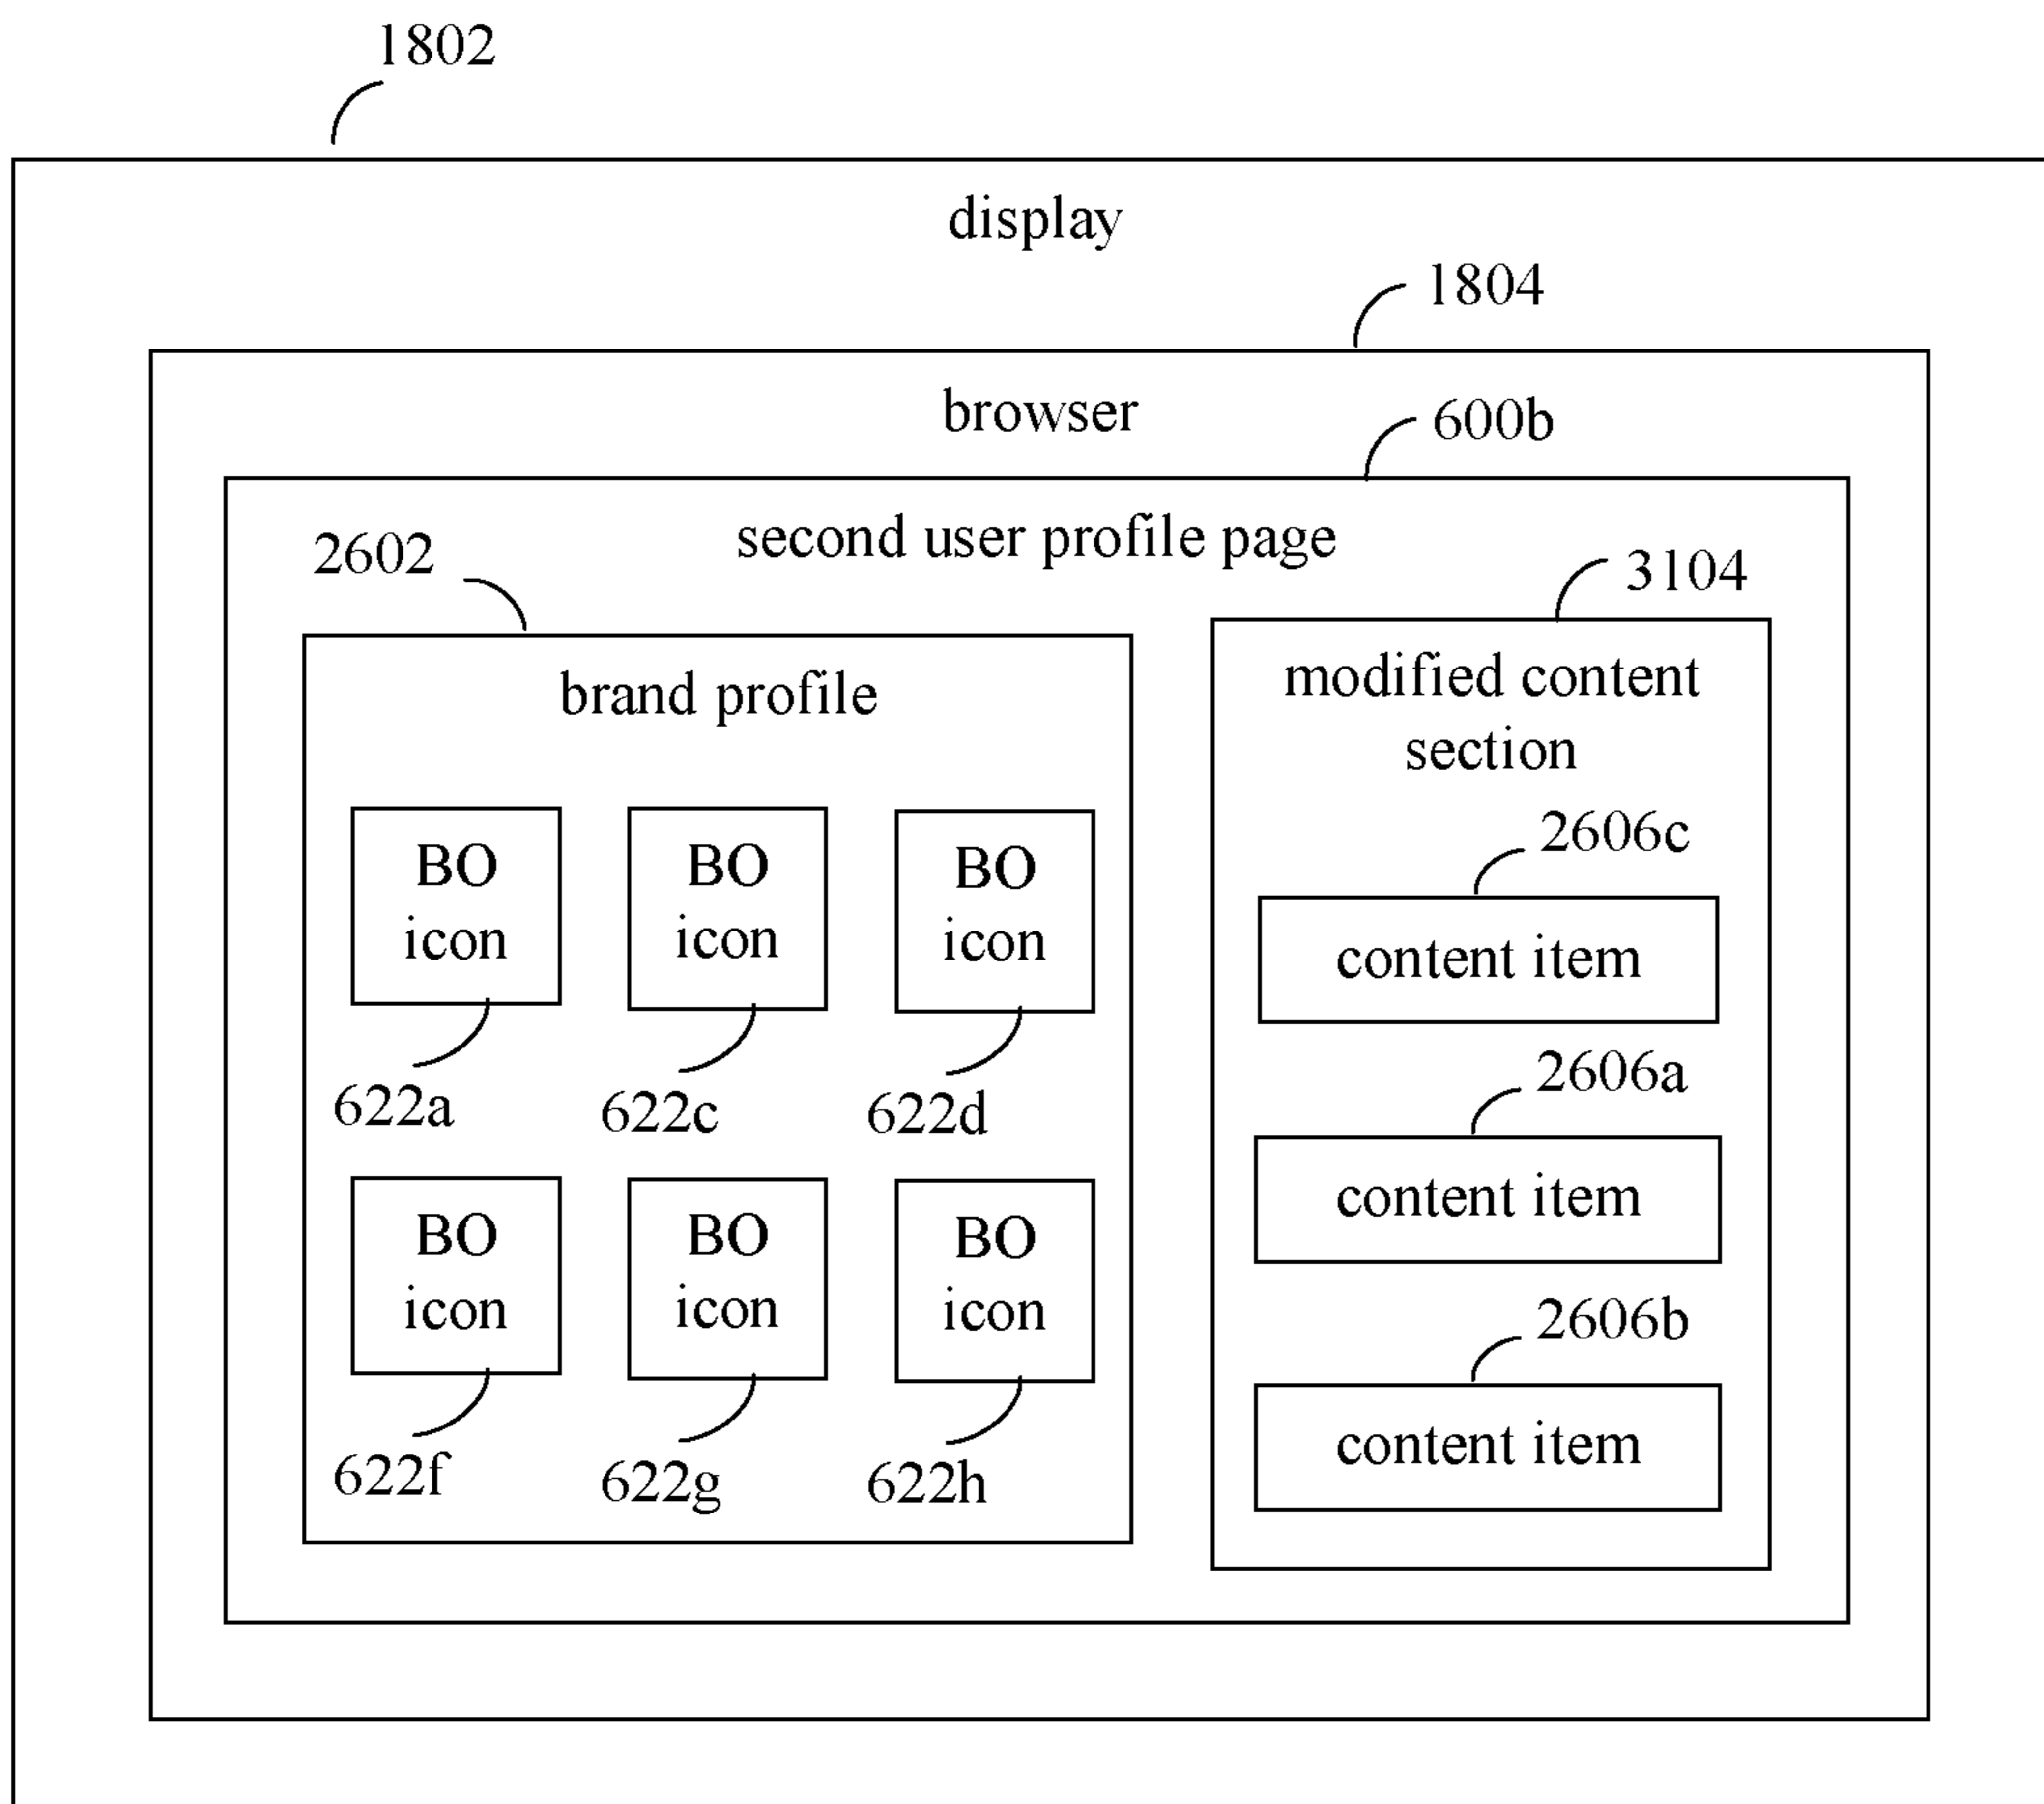 1802
display
1804
browser
600b
second user profile page
2602
3104
brand profile
modified content
section
BO
icon
BO
icon
BO
icon
622a
622c
622d
BO
icon
BO
icon
BO
icon
622f
622g
622h
2606c
content item
2606a
content item
2606b
content item